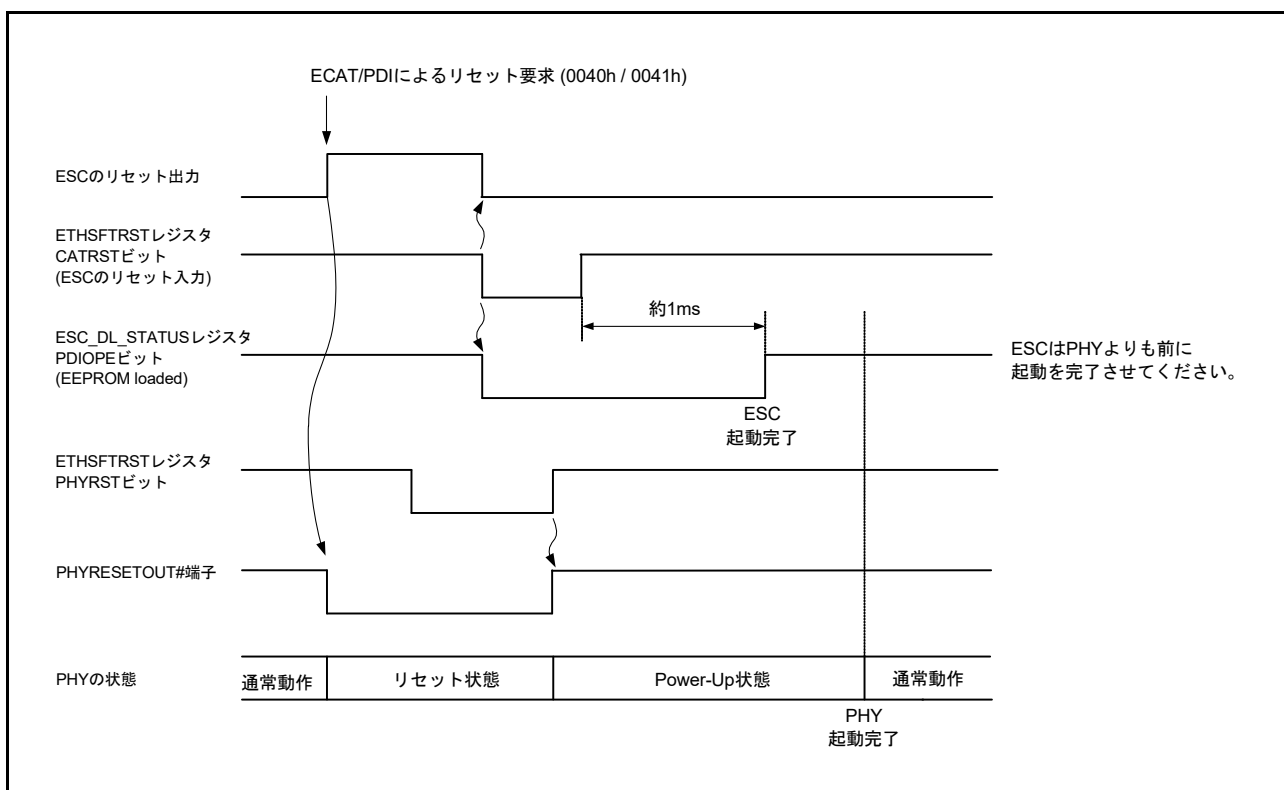 ECAT/PDIによるリセット要求 (0040h / 0041h)
ESCのリセット出力
ETHSFTRSTレジスタ
CATRSTビット
(ESCのリセット入力)
約1ms
ESC_DL_STATUSレジスタ
PDIOPEビット
(EEPROM loaded)
ESCはPHYよりも前に
起動を完了させてください。
ESC
起動完了
ETHSFTRSTレジスタ
PHYRSTビット
PHYRESETOUT#端子
PHYの状態
通常動作
リセット状態
Power-Up状態
通常動作
PHY
起動完了